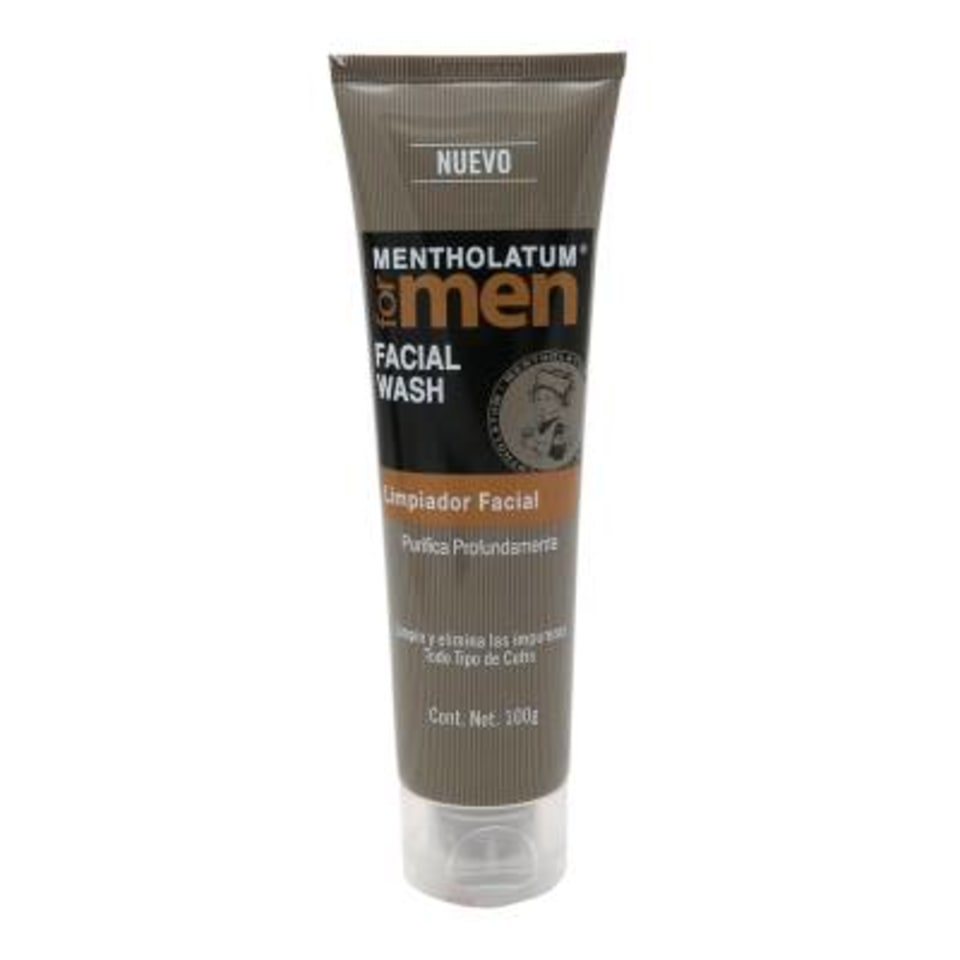 NUEVO
MENTHOLATUM®
for men
FACIAL
WASH
MENTHOLATUM
Limpiador Facial
Purifica Profundamente
Limpia y elimina las impurezas
Todo Tipo de Cutis
Cont. Net. 100g